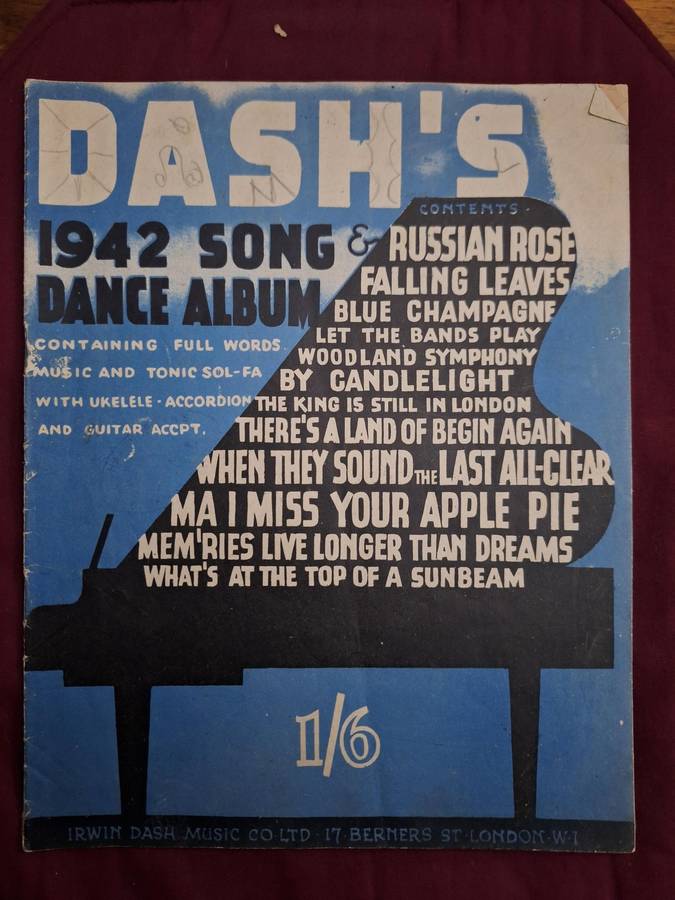 DASH'S
1942 SONG &
DANCE ALBUM
CONTAINING FULL WORDS
MUSIC AND TONIC SOL-FA
WITH UKELELE · ACCORDION
AND GUITAR ACCPT.
CONTENTS ·
RUSSIAN ROSE
FALLING LEAVES
BLUE CHAMPAGNE
LET THE BANDS PLAY
WOODLAND SYMPHONY
BY CANDLELIGHT
THE KING IS STILL IN LONDON
THERE'S A LAND OF BEGIN AGAIN
WHEN THEY SOUND THE LAST ALL-CLEAR
MA I MISS YOUR APPLE PIE
MEM'RIES LIVE LONGER THAN DREAMS
WHAT'S AT THE TOP OF A SUNBEAM
1/6
IRWIN DASH MUSIC CO LTD · 17 · BERNERS ST · LONDON · W·1